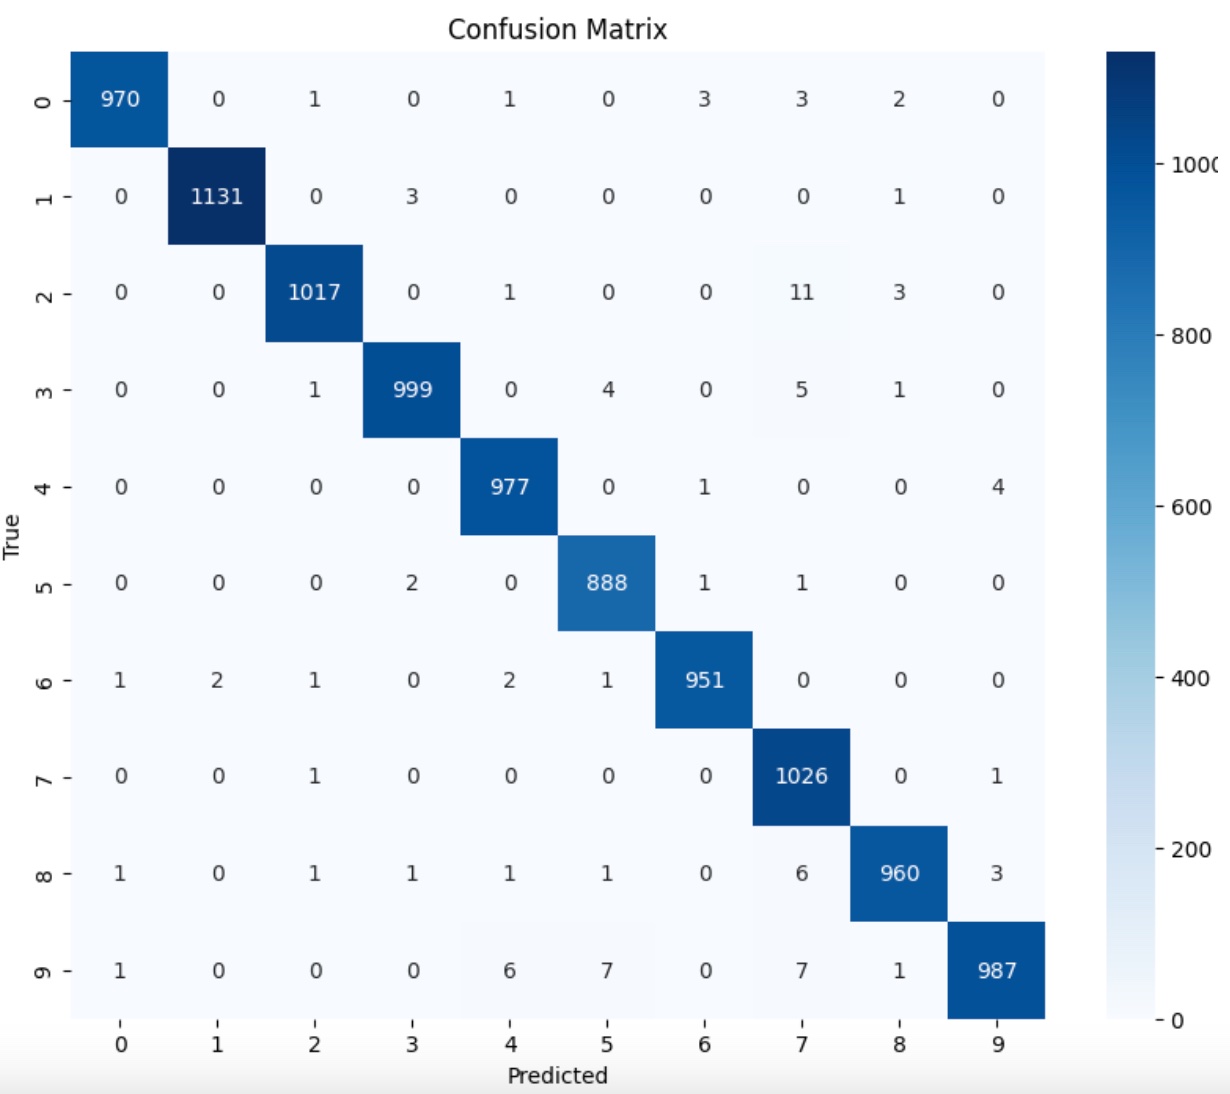 Confusion Matrix
0 970 0 1 0 1 0 3 3 2 0
1 0 1131 0 3 0 0 0 0 1 0
2 0 0 1017 0 1 0 0 11 3 0
3 0 0 1 999 0 4 0 5 1 0
4 0 0 0 0 977 0 1 0 0 4
5 0 0 0 2 0 888 1 1 0 0
6 1 2 1 0 2 1 951 0 0 0
7 0 0 1 0 0 0 0 1026 0 1
8 1 0 1 1 1 1 0 6 960 3
9 1 0 0 0 6 7 0 7 1 987
0 1 2 3 4 5 6 7 8 9
Predicted
True
1000
800
600
400
200
0